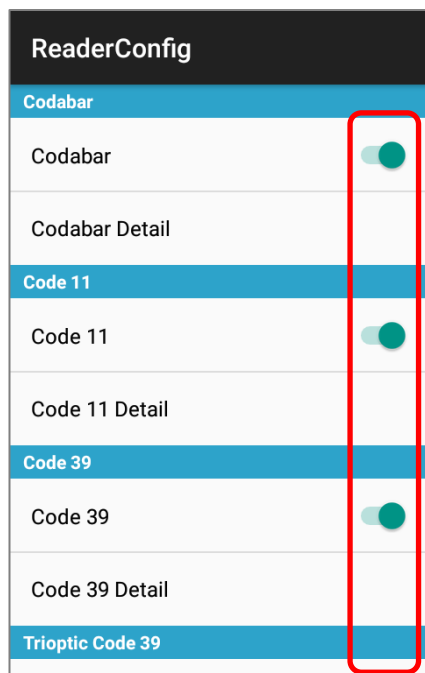 ReaderConfig
Codabar
Codabar
Codabar Detail
Code 11
Code 11
Code 11 Detail
Code 39
Code 39
Code 39 Detail
Trioptic Code 39